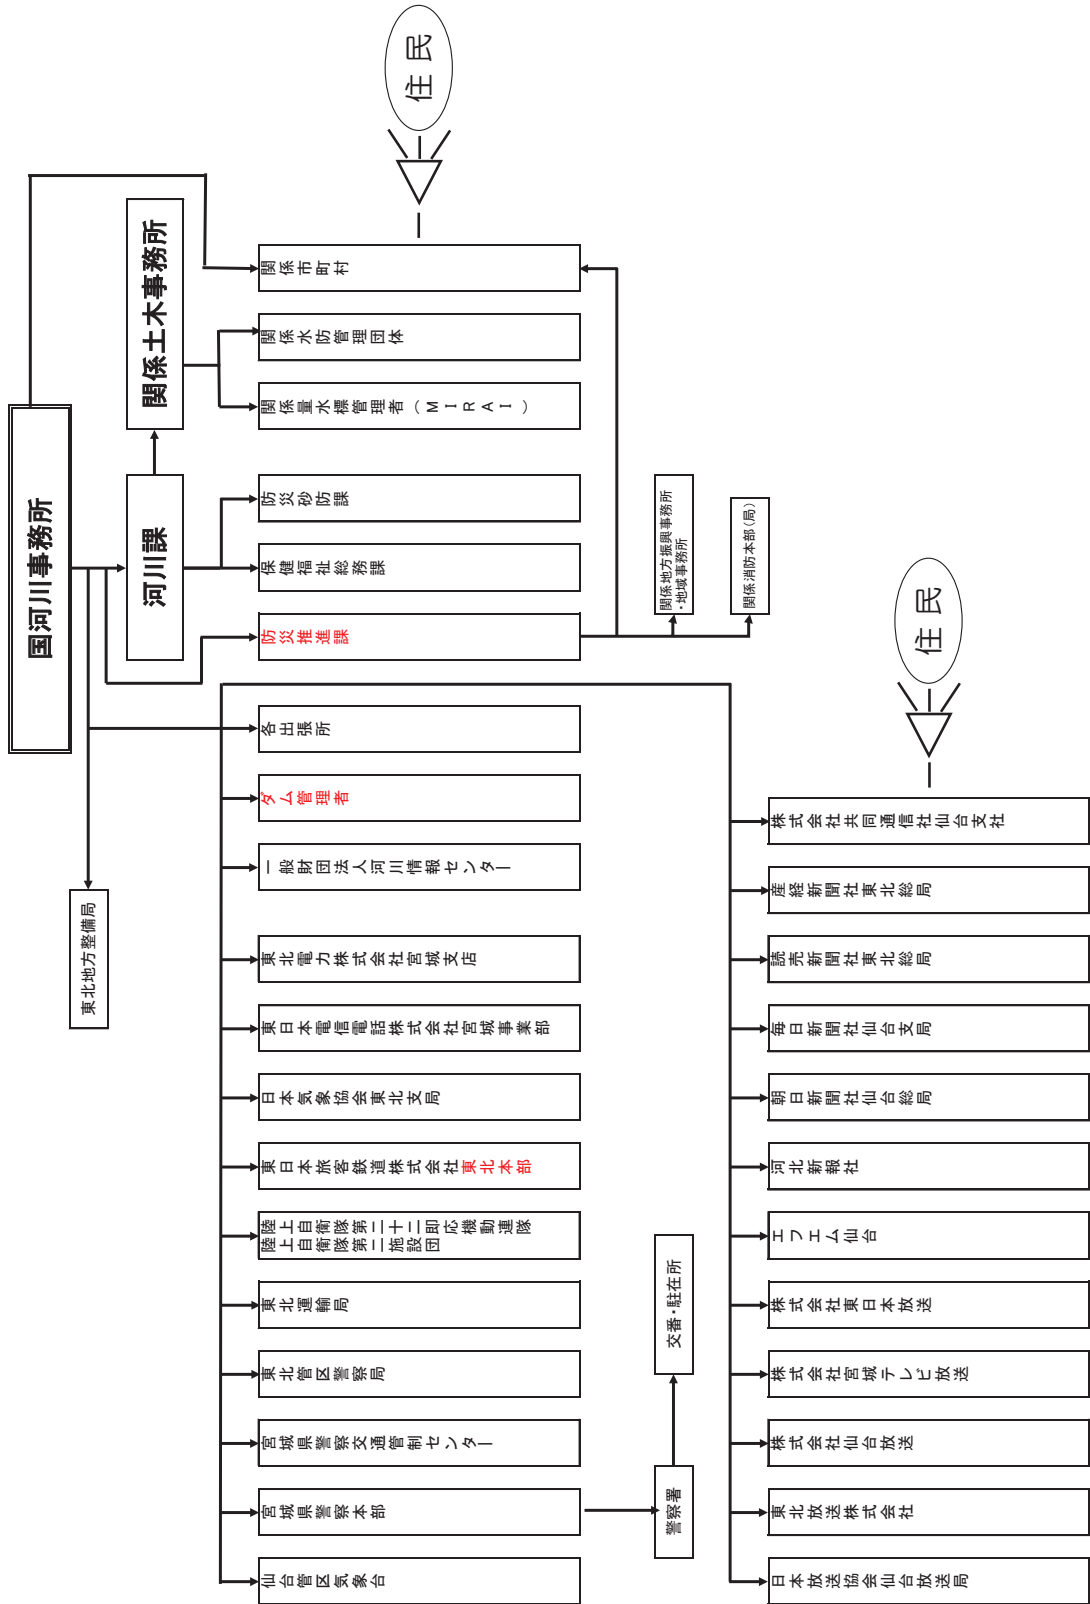 国河川事務所
東北地方整備局
河川課
関係土木事務所
住民
関係市町村
関係水防管理団体
関係量水標管理者（ＭＩＲＡＩ）
防災砂防課
保健福祉総務課
防災推進課
各出張所
ダム管理者
一般財団法人河川情報センター
東北電力株式会社宮城支店
東日本電信電話株式会社宮城事業部
日本気象協会東北支局
東日本旅客鉄道株式会社東北本部
陸上自衛隊第二十二即応機動連隊
陸上自衛隊第二施設団
東北運輸局
東北管区警察局
宮城県警察交通管制センター
宮城県警察本部
仙台管区気象台
関係地方振興事務所
・地域事務所
関係消防本部(局)
交番・駐在所
警察署
住民
株式会社共同通信社仙台支社
産経新聞社東北総局
読売新聞社東北総局
毎日新聞社仙台支局
朝日新聞社仙台総局
河北新報社
エフエム仙台
株式会社東日本放送
株式会社宮城テレビ放送
株式会社仙台放送
東北放送株式会社
日本放送協会仙台放送局